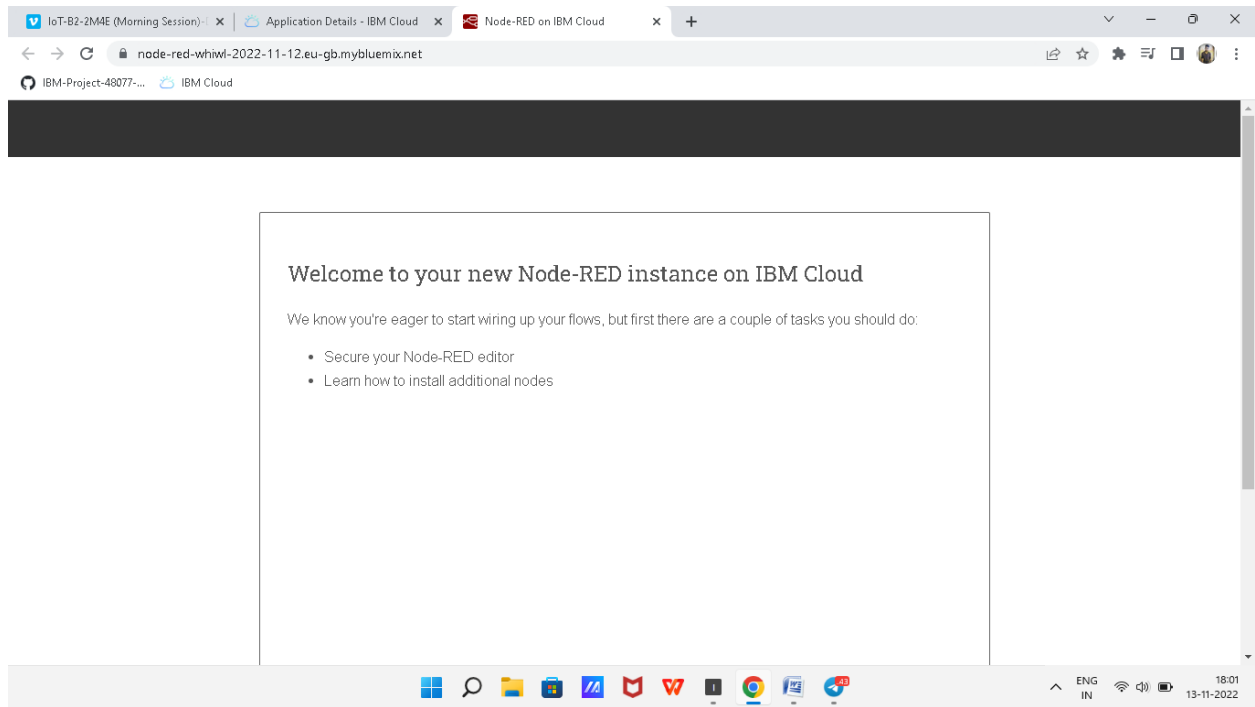 IoT-B2-2M4E (Morning Session)-
Application Details - IBM Cloud
Node-RED on IBM Cloud
node-red-whiwl-2022-11-12.eu-gb.mybluemix.net
IBM-Project-48077-...
IBM Cloud
Welcome to your new Node-RED instance on IBM Cloud
We know you're eager to start wiring up your flows, but first there are a couple of tasks you should do:
• Secure your Node-RED editor
• Learn how to install additional nodes
43
ENG
IN
18:01
13-11-2022